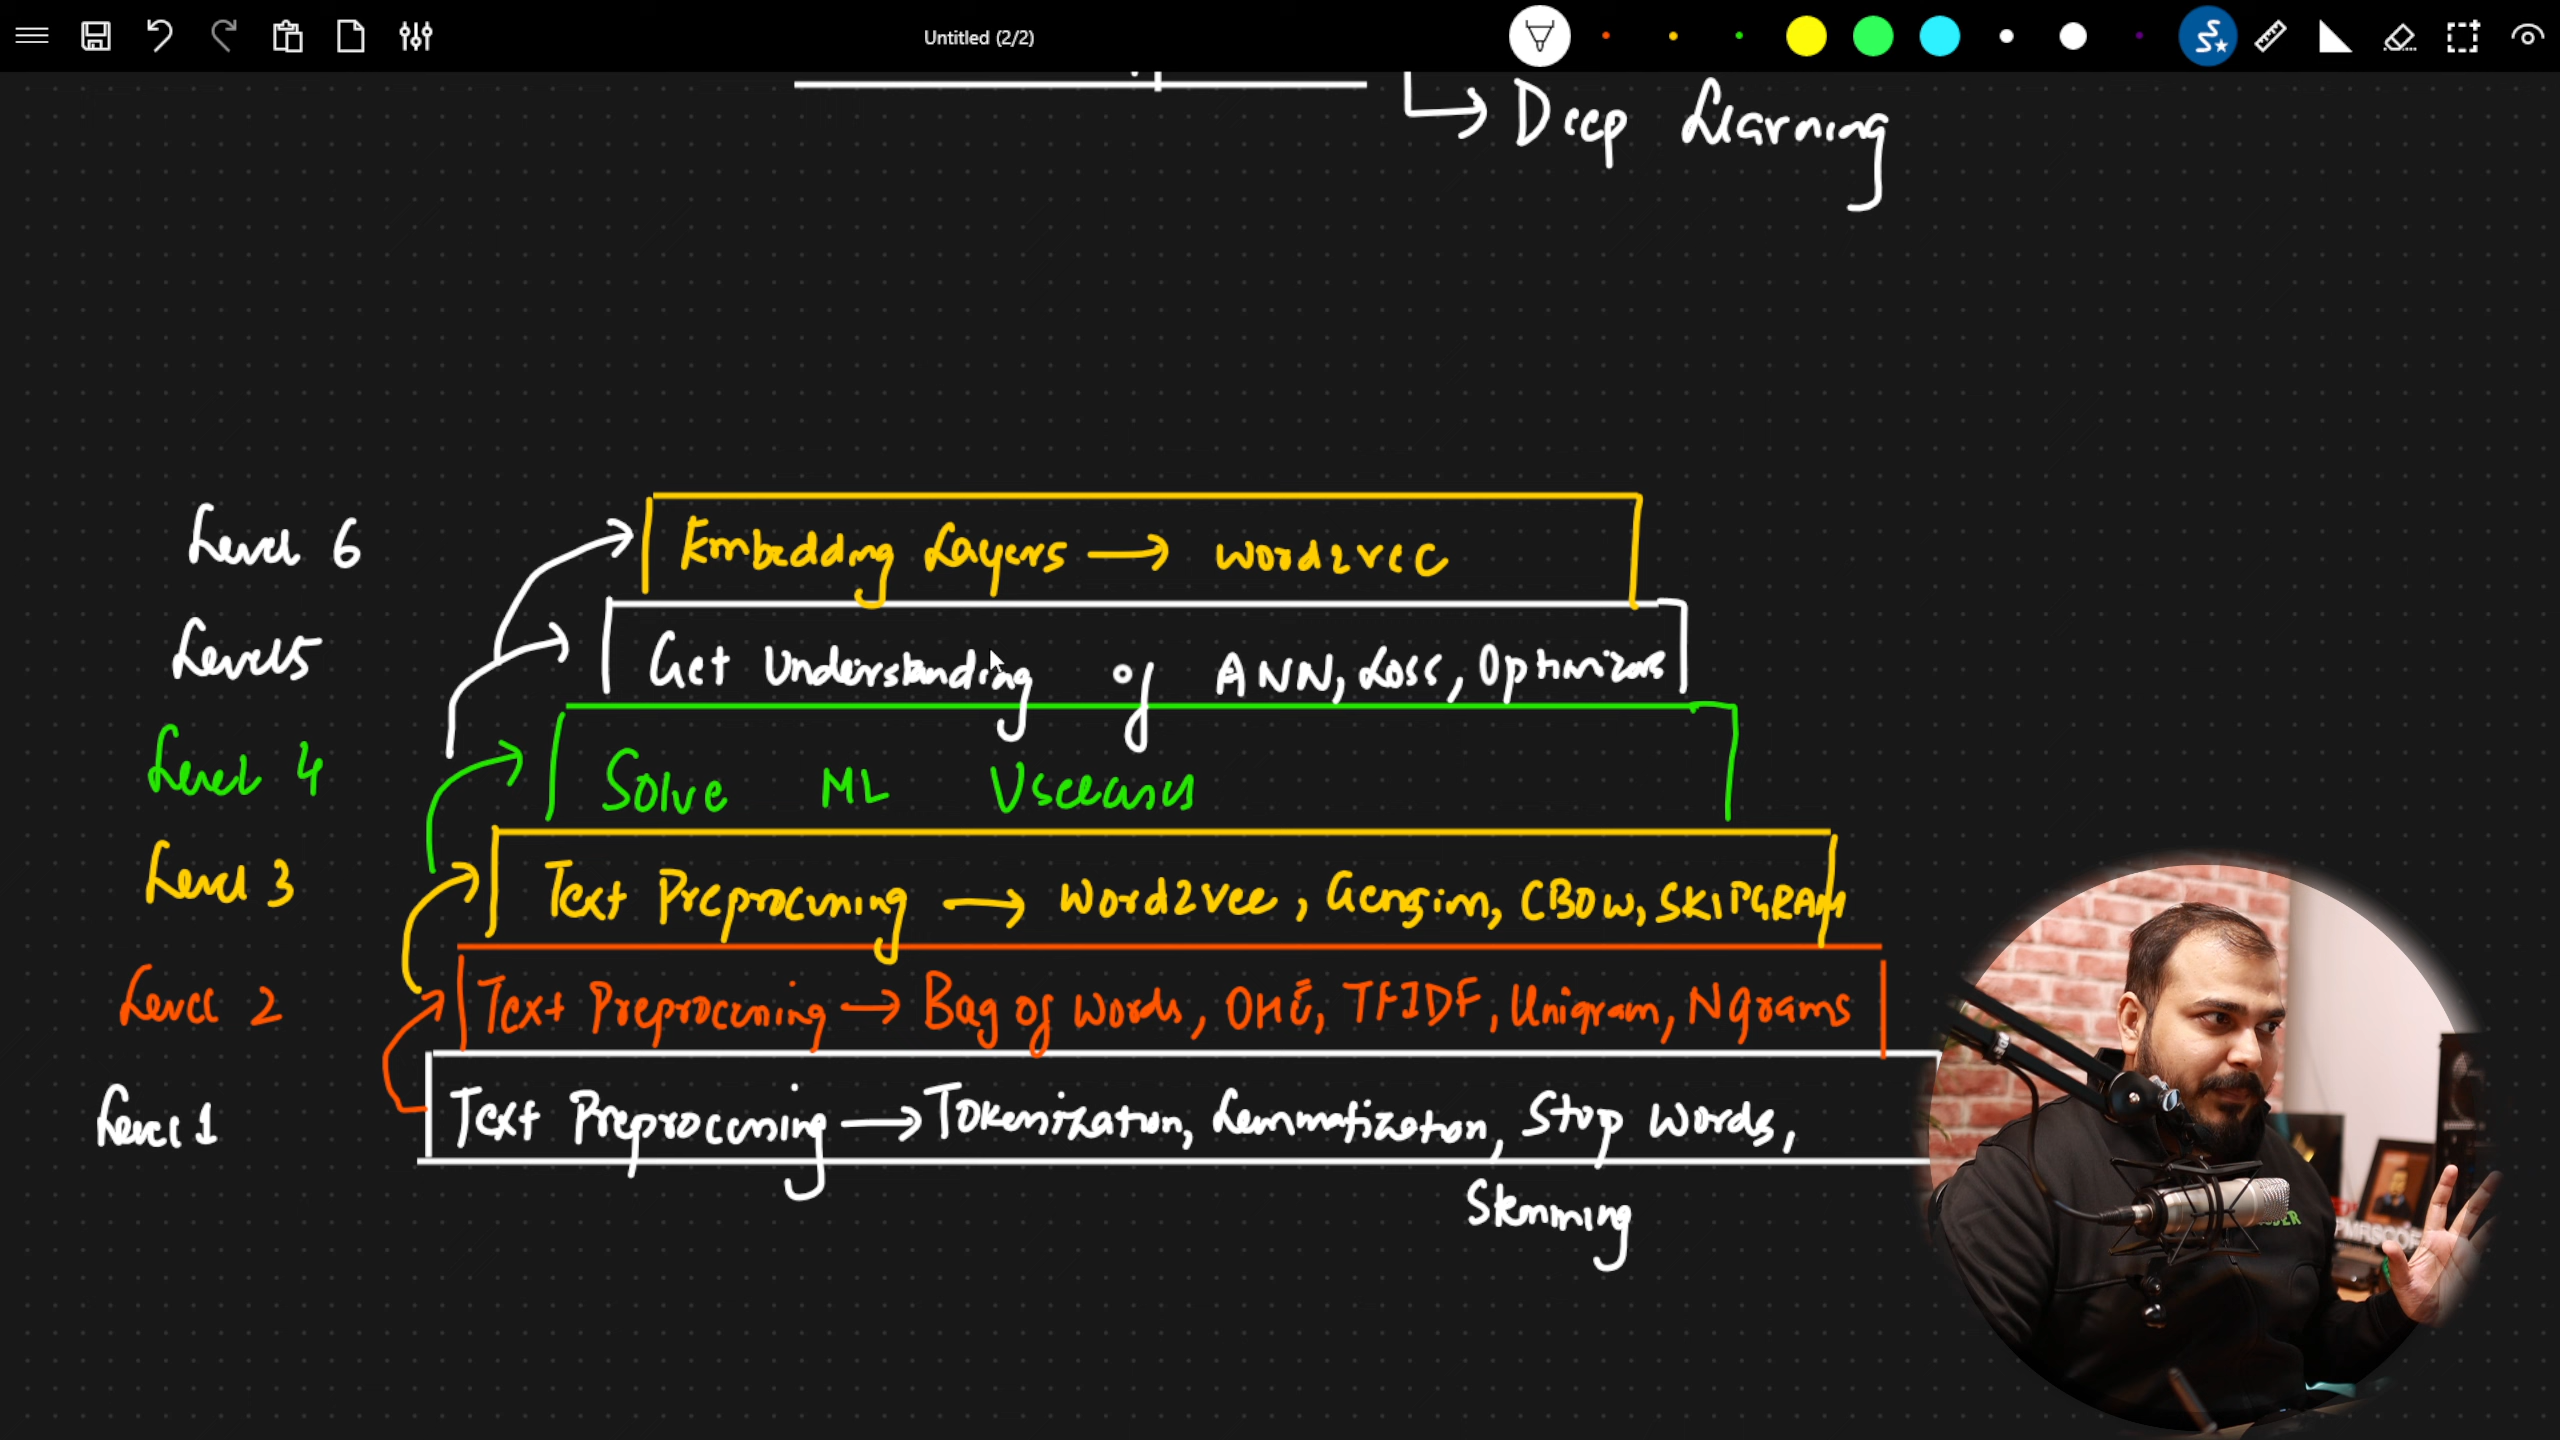 Untitled (2/2)
Deep Learning
Level 6 Embedding Layers → Word2vec
Level 5 Get Understanding of ANN, Loss, Optimizers
Level 4 Solve ML Usecases
Level 3 Text Preprocessing → Word2vec, Gensim, CBOW, SKIPGRAM
Level 2 Text Preprocessing → Bag of Words, OHE, TFIDF, Unigram, Ngrams
Level 1 Text Preprocessing → Tokenization, Lemmatization, Stop Words,
Stemming